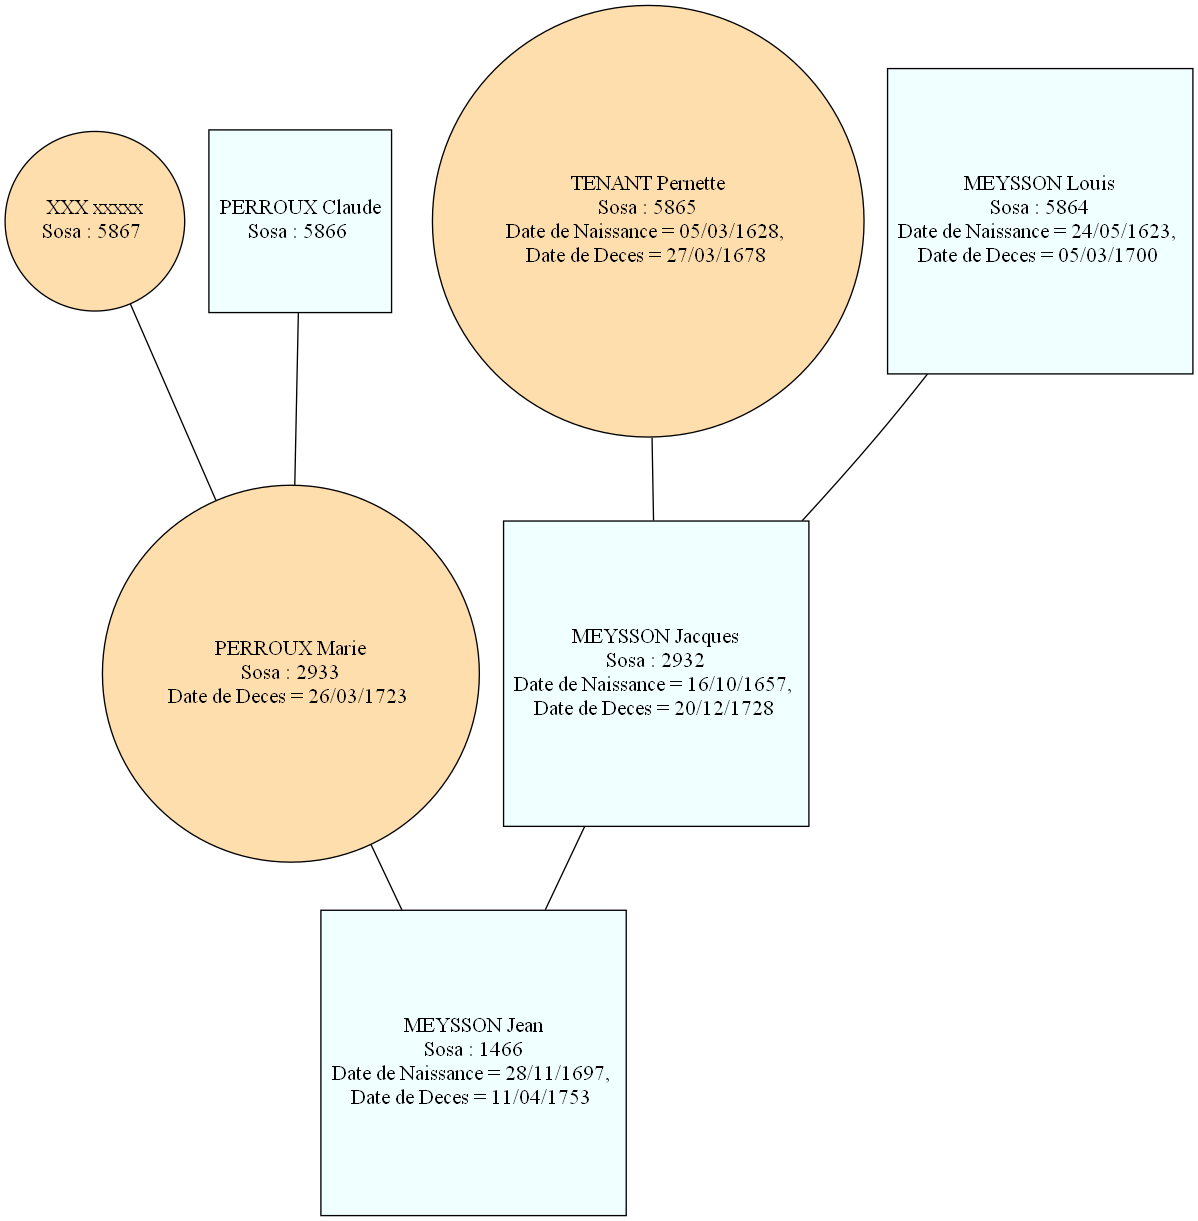 XXX xxxxx
Sosa : 5867
PERROUX Claude
Sosa : 5866
TENANT Pernette
Sosa : 5865
Date de Naissance = 05/03/1628,
Date de Deces = 27/03/1678
MEYSSON Louis
Sosa : 5864
Date de Naissance = 24/05/1623,
Date de Deces = 05/03/1700
PERROUX Marie
Sosa : 2933
Date de Deces = 26/03/1723
MEYSSON Jacques
Sosa : 2932
Date de Naissance = 16/10/1657,
Date de Deces = 20/12/1728
MEYSSON Jean
Sosa : 1466
Date de Naissance = 28/11/1697,
Date de Deces = 11/04/1753